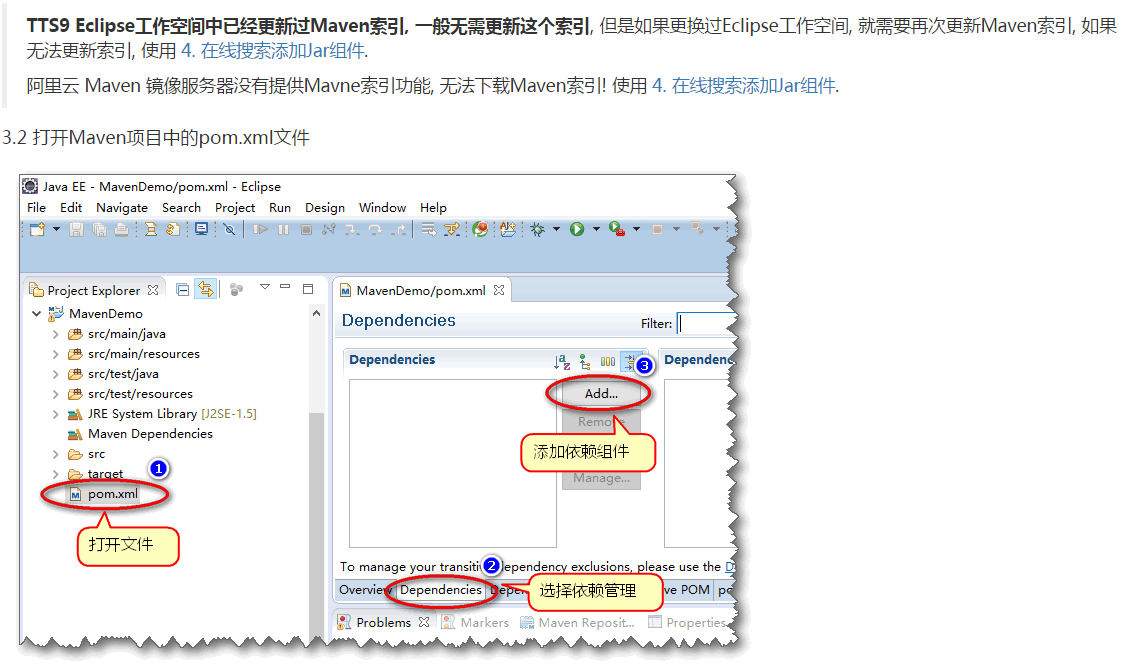 TTS9 Eclipse工作空间中已经更新过Maven索引, 一般无需更新这个索引, 但是如果更换过Eclipse工作空间, 就需要再次更新Maven索引, 如果
无法更新索引, 使用 4. 在线搜索添加Jar组件.
阿里云 Maven 镜像服务器没有提供Mavne索引功能, 无法下载Maven索引! 使用 4. 在线搜索添加Jar组件.
3.2 打开Maven项目中的pom.xml文件
Java EE - MavenDemo/pom.xml - Eclipse
File Edit Navigate Search Project Run Design Window Help
Project Explorer
MavenDemo
src/main/java
src/main/resources
src/test/java
src/test/resources
JRE System Library [J2SE-1.5]
Maven Dependencies
src
target
1
pom.xml
打开文件
MavenDemo/pom.xml
Dependencies
Filter:
Dependencies
3
Add...
Remove
添加依赖组件
Manage...
To manage your dependency exclusions, please use the
2
Overview Dependencies
选择依赖管理
POM
Problems Markers Maven Reposit... Properties